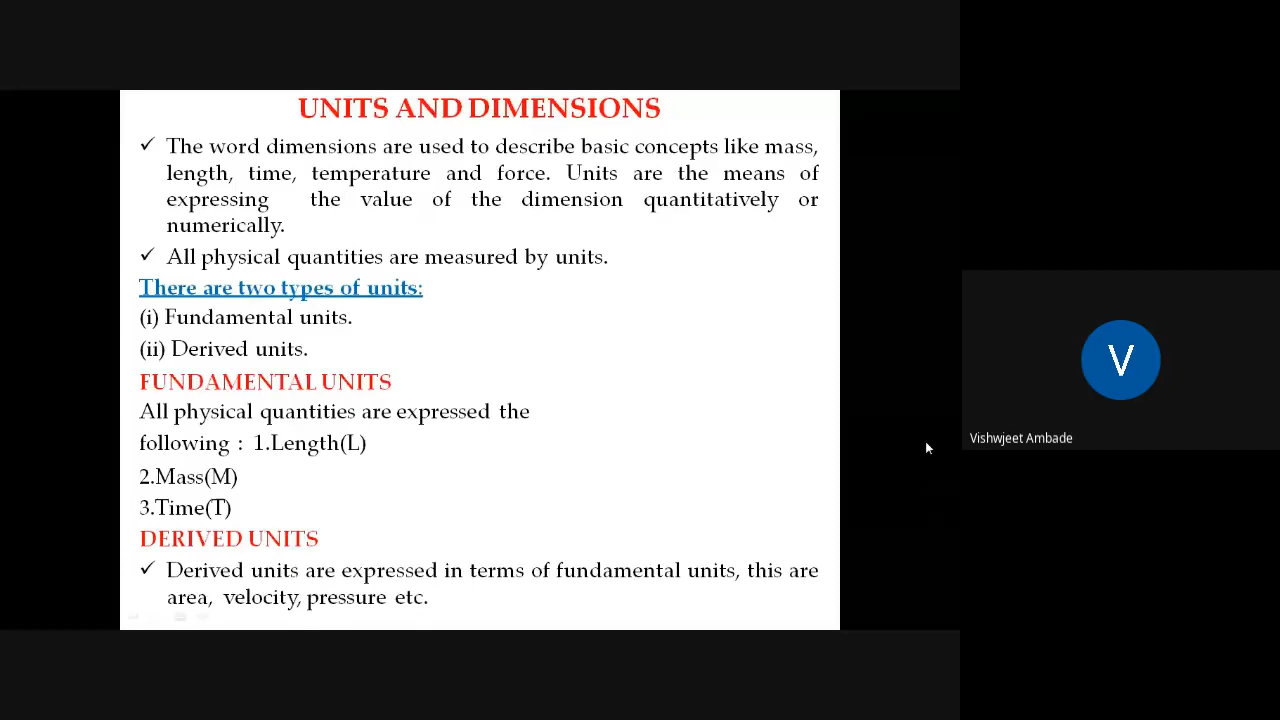 UNITS AND DIMENSIONS
✓ The word dimensions are used to describe basic concepts like mass,
length, time, temperature and force. Units are the means of
expressing the value of the dimension quantitatively or
numerically.
✓ All physical quantities are measured by units.
There are two types of units:
(i) Fundamental units.
(ii) Derived units.
FUNDAMENTAL UNITS
All physical quantities are expressed the
following : 1.Length(L)
2.Mass(M)
3.Time(T)
DERIVED UNITS
✓ Derived units are expressed in terms of fundamental units, this are
area, velocity, pressure etc.
V
Vishwjeet Ambade